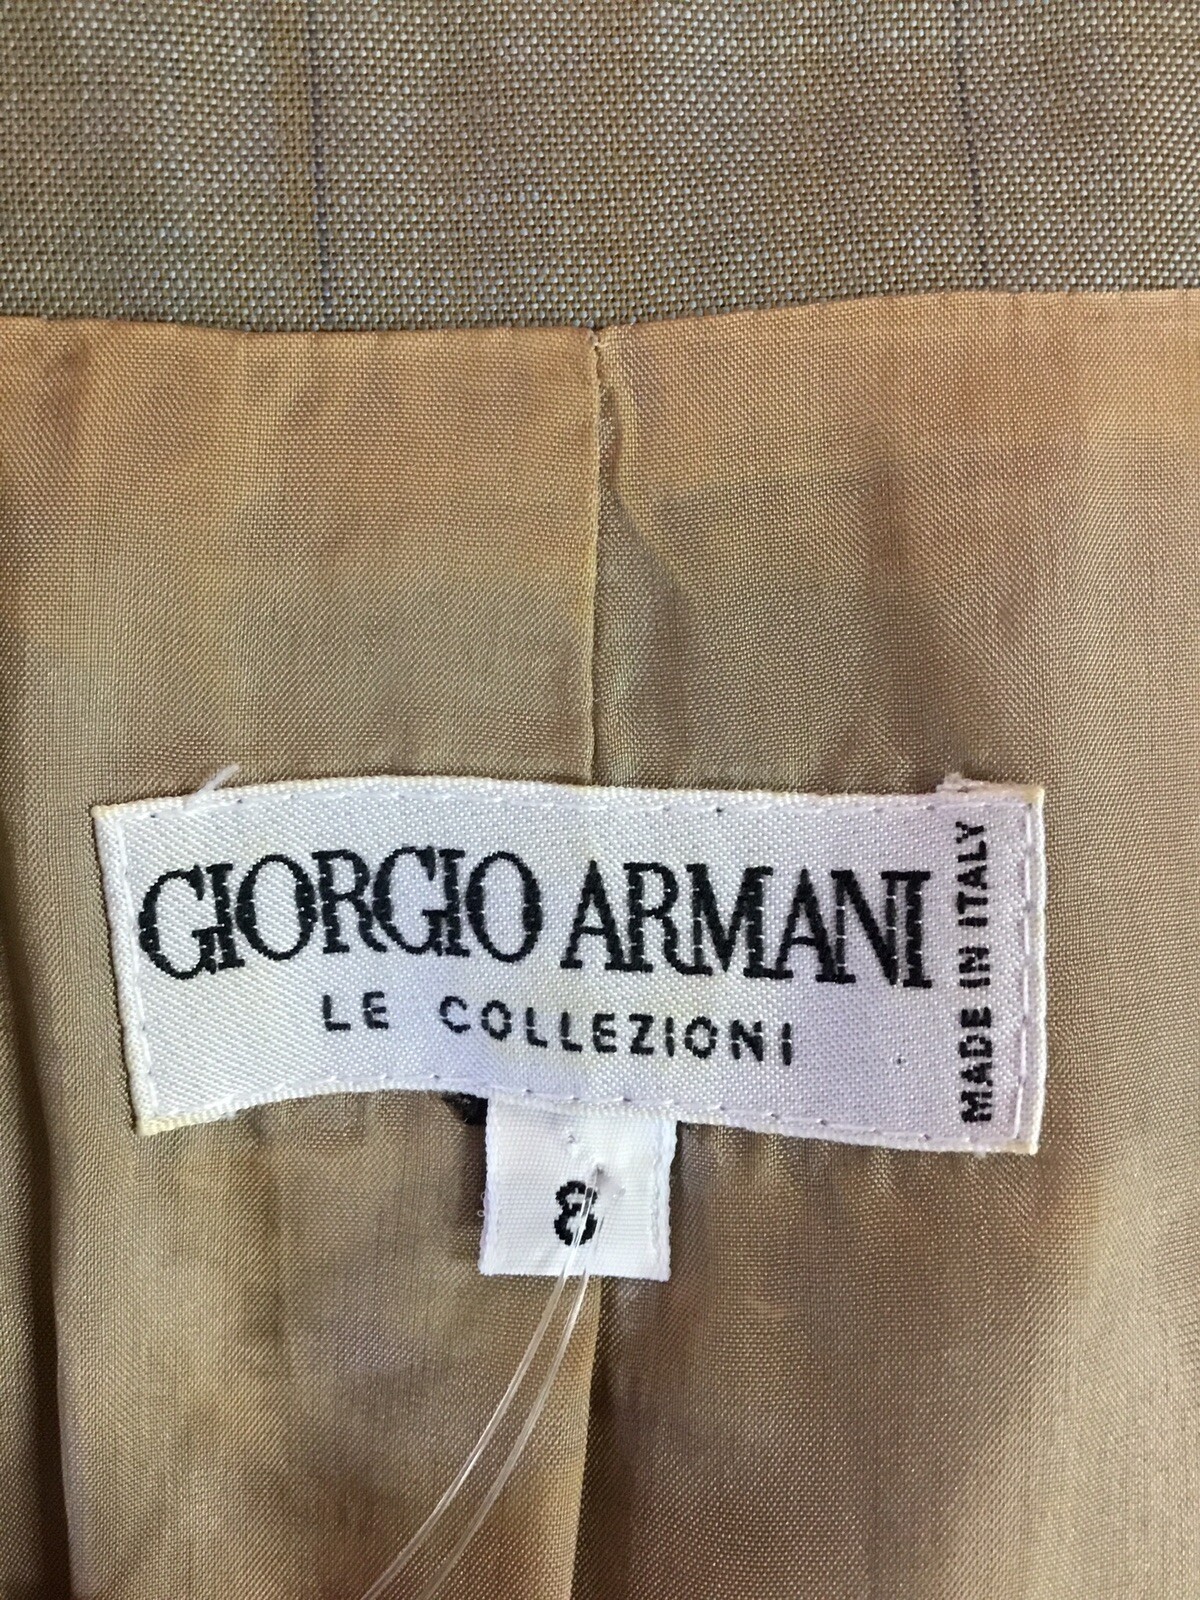 GIORGIO ARMANI
LE COLLEZIONI
MADE IN ITALY
8